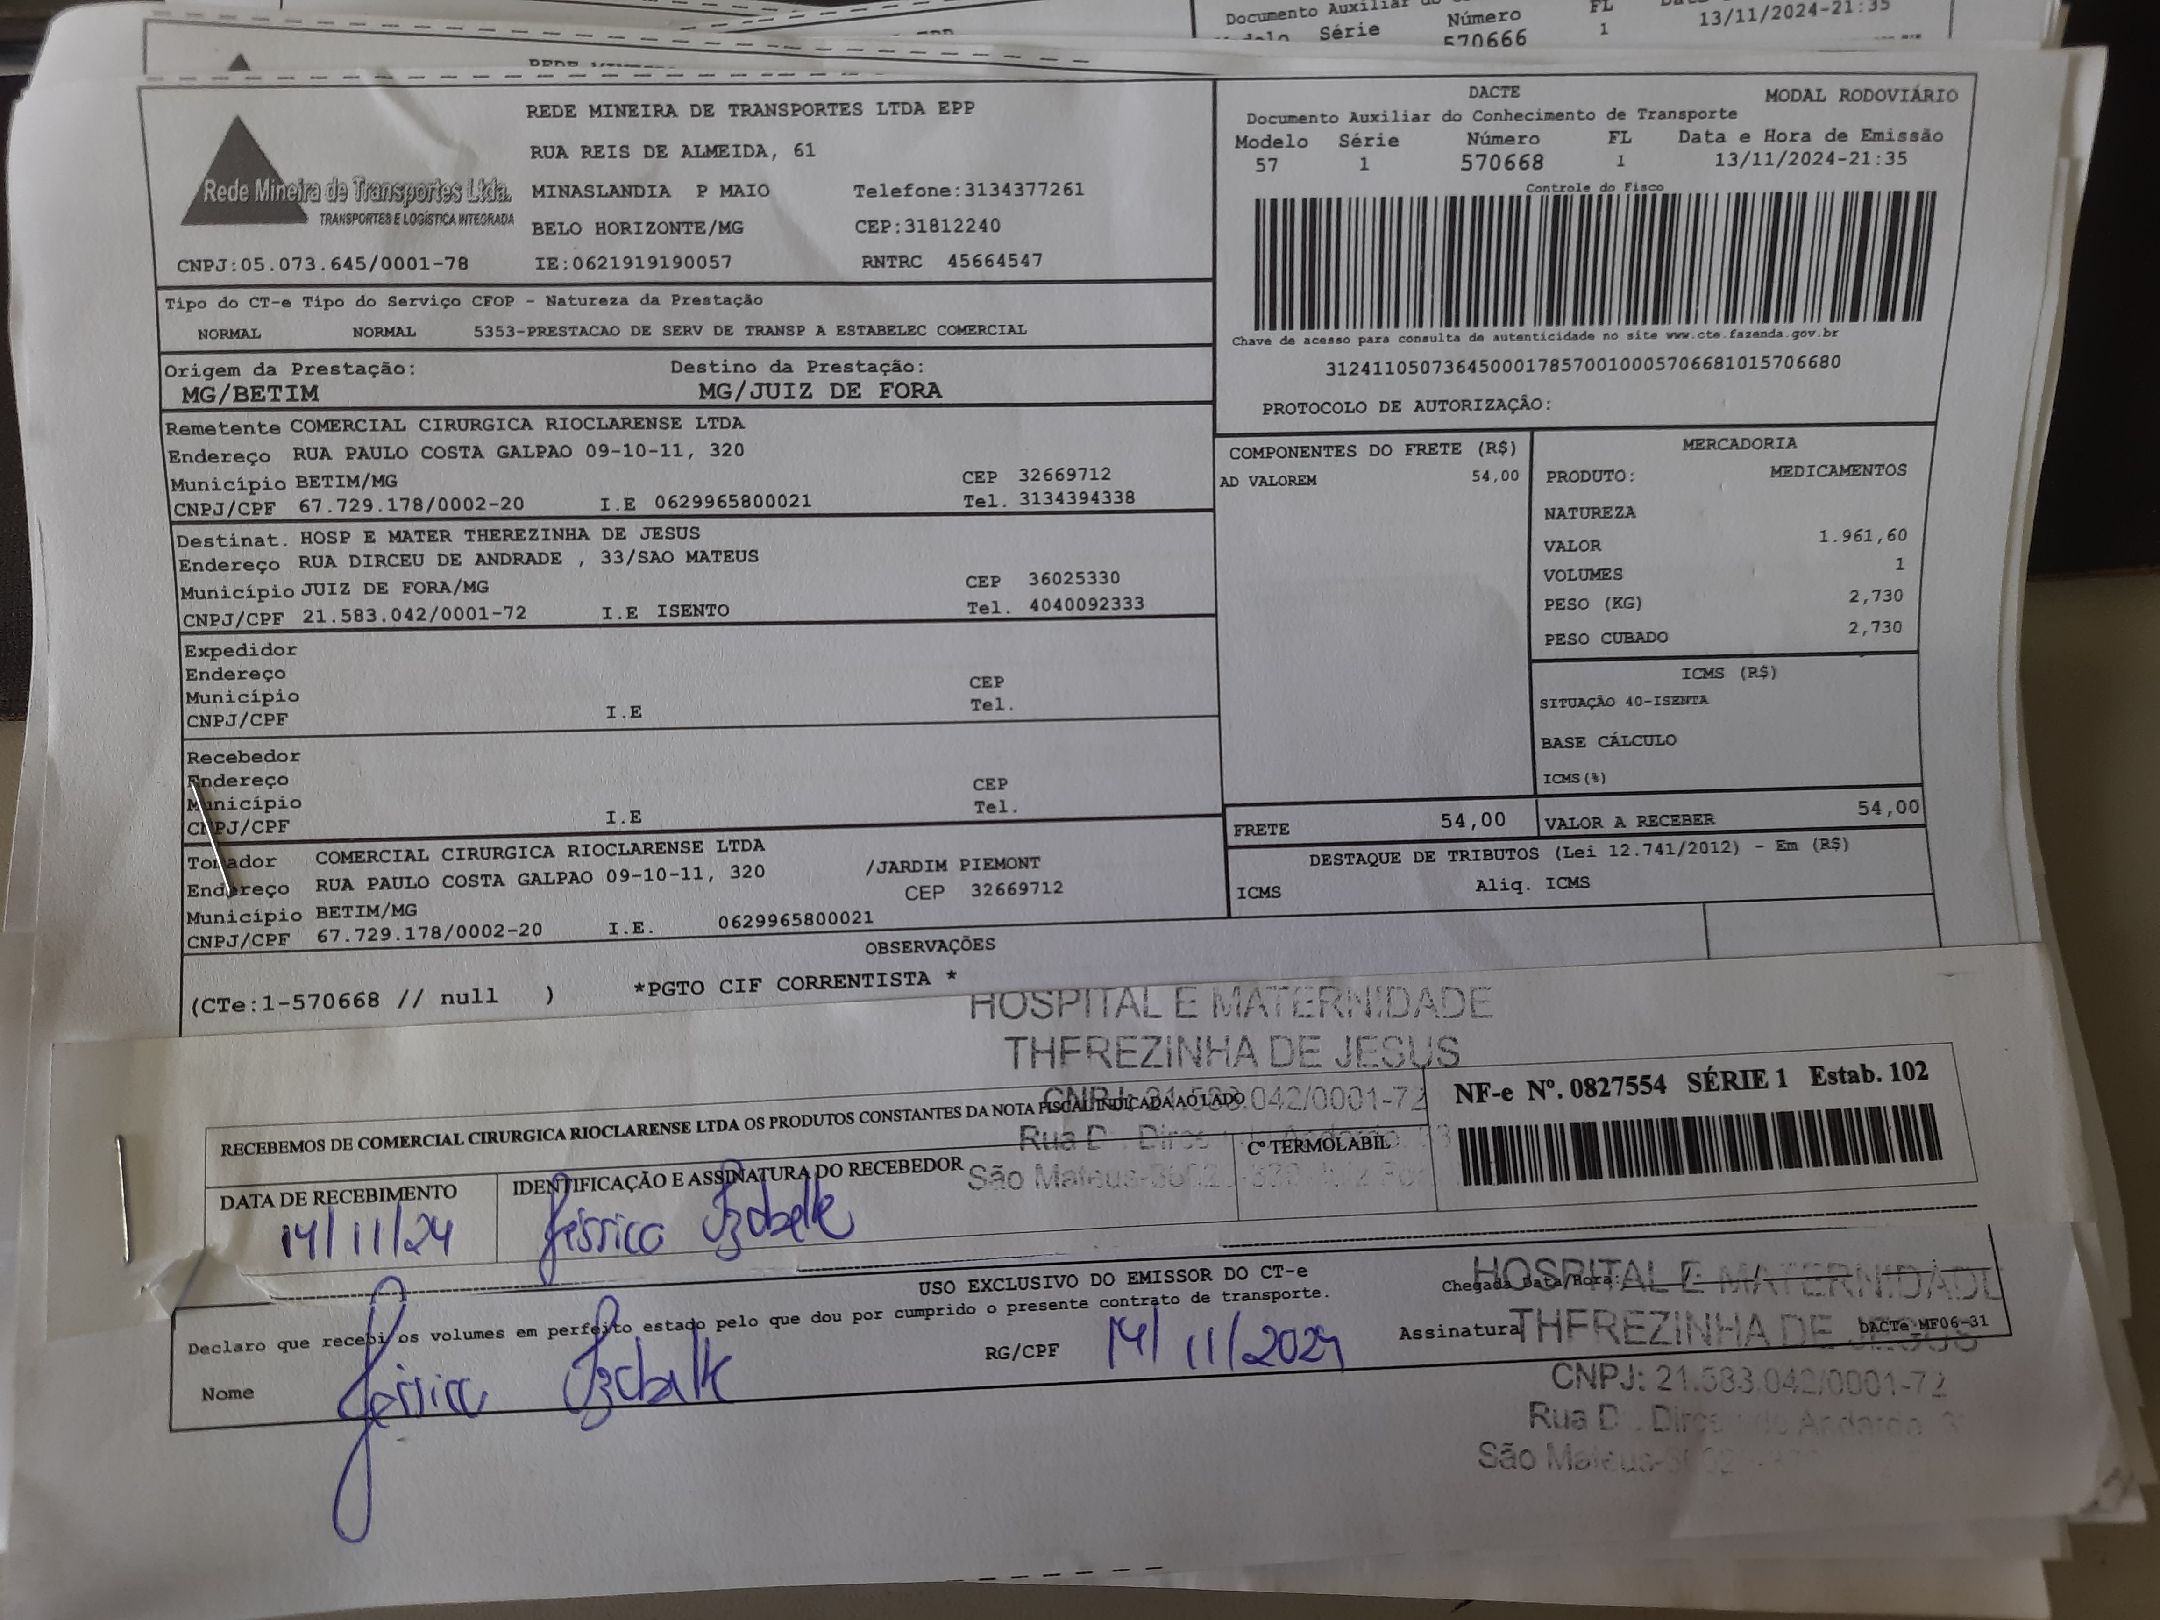 Documento Auxiliar do
Número
FL
Série
570666
1
13/11/2024-21:35
REDE MINEIRA DE TRANSPORTES LTDA EPP
RUA REIS DE ALMEIDA, 61
Rede Mineira de Transportes Ltda.
TRANSPORTES E LOGÍSTICA INTEGRADA
MINASLANDIA P MAIO Telefone:3134377261
BELO HORIZONTE/MG CEP:31812240
CNPJ:05.073.645/0001-78 IE:0621919190057 RNTRC 45664547
DACTE MODAL RODOVIÁRIO
Documento Auxiliar do Conhecimento de Transporte
Modelo Série Número FL Data e Hora de Emissão
57 1 570668 1 13/11/2024-21:35
Controle do Fisco
Chave de acesso para consulta de autenticidade no site www.cte.fazenda.gov.br
31241105073645000178570010005706681015706680
PROTOCOLO DE AUTORIZAÇÃO:
Tipo do CT-e Tipo do Serviço CFOP - Natureza da Prestação
NORMAL NORMAL 5353-PRESTACAO DE SERV DE TRANSP A ESTABELEC COMERCIAL
Origem da Prestação: Destino da Prestação:
MG/BETIM MG/JUIZ DE FORA
Remetente COMERCIAL CIRURGICA RIOCLARENSE LTDA
Endereço RUA PAULO COSTA GALPAO 09-10-11, 320
Município BETIM/MG CEP 32669712
CNPJ/CPF 67.729.178/0002-20 I.E 0629965800021 Tel. 3134394338
Destinat. HOSP E MATER THEREZINHA DE JESUS
Endereço RUA DIRCEU DE ANDRADE , 33/SAO MATEUS
Município JUIZ DE FORA/MG CEP 36025330
CNPJ/CPF 21.583.042/0001-72 I.E ISENTO Tel. 4040092333
Expedidor
Endereço
Município CEP
CNPJ/CPF I.E Tel.
Recebedor
Endereço
Município CEP
CNPJ/CPF I.E Tel.
Tomador COMERCIAL CIRURGICA RIOCLARENSE LTDA
Endereço RUA PAULO COSTA GALPAO 09-10-11, 320 /JARDIM PIEMONT
Município BETIM/MG CEP 32669712
CNPJ/CPF 67.729.178/0002-20 I.E. 0629965800021
COMPONENTES DO FRETE (R$)
AD VALOREM 54,00
MERCADORIA
PRODUTO: MEDICAMENTOS
NATUREZA
VALOR 1.961,60
VOLUMES 1
PESO (KG) 2,730
PESO CUBADO 2,730
ICMS (R$)
SITUAÇÃO 40-ISENTA
BASE CÁLCULO
ICMS(%)
FRETE 54,00 VALOR A RECEBER 54,00
DESTAQUE DE TRIBUTOS (Lei 12.741/2012) - Em (R$)
ICMS Aliq. ICMS
OBSERVAÇÕES
(CTe:1-570668 // null ) *PGTO CIF CORRENTISTA *
HOSPITAL E MATERNIDADE
THEREZINHA DE JESUS
CNPJ: 21.583.042/0001-72
RECEBEMOS DE COMERCIAL CIRURGICA RIOCLARENSE LTDA OS PRODUTOS CONSTANTES DA NOTA FISCAL INDICADA AO LADO
NF-e Nº. 0827554 SÉRIE 1 Estab. 102
DATA DE RECEBIMENTO IDENTIFICAÇÃO E ASSINATURA DO RECEBEDOR Cº TERMOLABIL
São Mateus
14/11/24 Jéssica Izabelle
USO EXCLUSIVO DO EMISSOR DO CT-e
Declaro que recebi os volumes em perfeito estado pelo que dou por cumprido o presente contrato de transporte.
Chegada Data/Hora:
Nome Jéssica Izabelle RG/CPF 14/11/2024 Assinatura DACTe MF06-31
HOSPITAL E MATERNIDADE
THEREZINHA DE JESUS
CNPJ: 21.583.042/0001-72
São Mateus